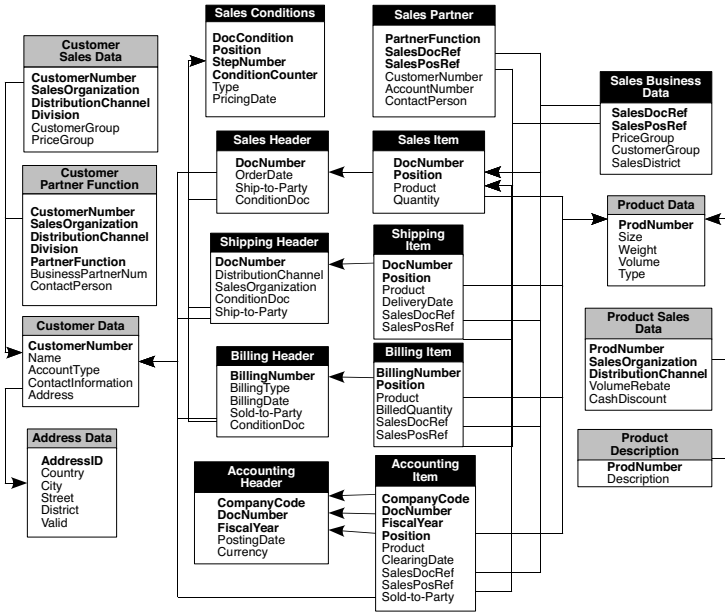 Customer
Sales Data
CustomerNumber
SalesOrganization
DistributionChannel
Division
CustomerGroup
PriceGroup
Customer
Partner Function
CustomerNumber
SalesOrganization
DistributionChannel
Division
PartnerFunction
BusinessPartnerNum
ContactPerson
Customer Data
CustomerNumber
Name
AccountType
ContactInformation
Address
Address Data
AddressID
Country
City
Street
District
Valid
Sales Conditions
DocCondition
Position
StepNumber
ConditionCounter
Type
PricingDate
Sales Header
DocNumber
OrderDate
Ship-to-Party
ConditionDoc
Shipping Header
DocNumber
DistributionChannel
SalesOrganization
ConditionDoc
Ship-to-Party
Billing Header
BillingNumber
BillingType
BillingDate
Sold-to-Party
ConditionDoc
Accounting
Header
CompanyCode
DocNumber
FiscalYear
PostingDate
Currency
Sales Partner
PartnerFunction
SalesDocRef
SalesPosRef
CustomerNumber
AccountNumber
ContactPerson
Sales Item
DocNumber
Position
Product
Quantity
Shipping
Item
DocNumber
Position
Product
DeliveryDate
SalesDocRef
SalesPosRef
Billing Item
BillingNumber
Position
Product
BilledQuantity
SalesDocRef
SalesPosRef
Accounting
Item
CompanyCode
DocNumber
FiscalYear
Position
Product
ClearingDate
SalesDocRef
SalesPosRef
Sold-to-Party
Sales Business
Data
SalesDocRef
SalesPosRef
PriceGroup
CustomerGroup
SalesDistrict
Product Data
ProdNumber
Size
Weight
Volume
Type
Product Sales
Data
ProdNumber
SalesOrganization
DistributionChannel
VolumeRebate
CashDiscount
Product
Description
ProdNumber
Description